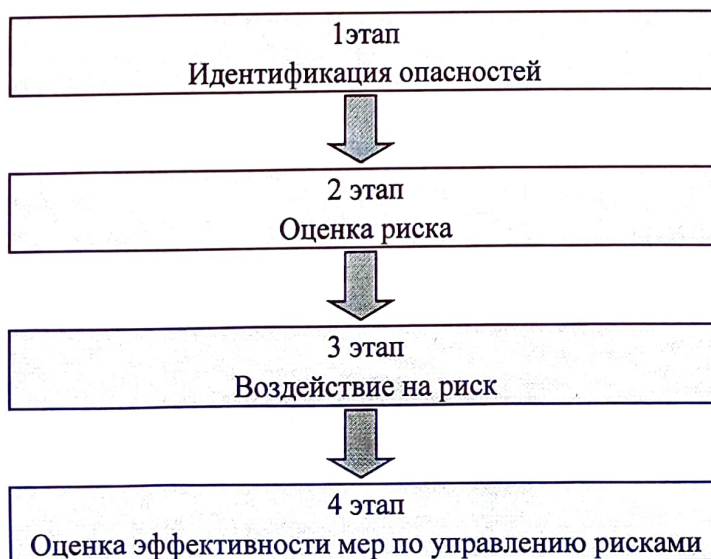 1этап
Идентификация опасностей
2 этап
Оценка риска
3 этап
Воздействие на риск
4 этап
Оценка эффективности мер по управлению рисками